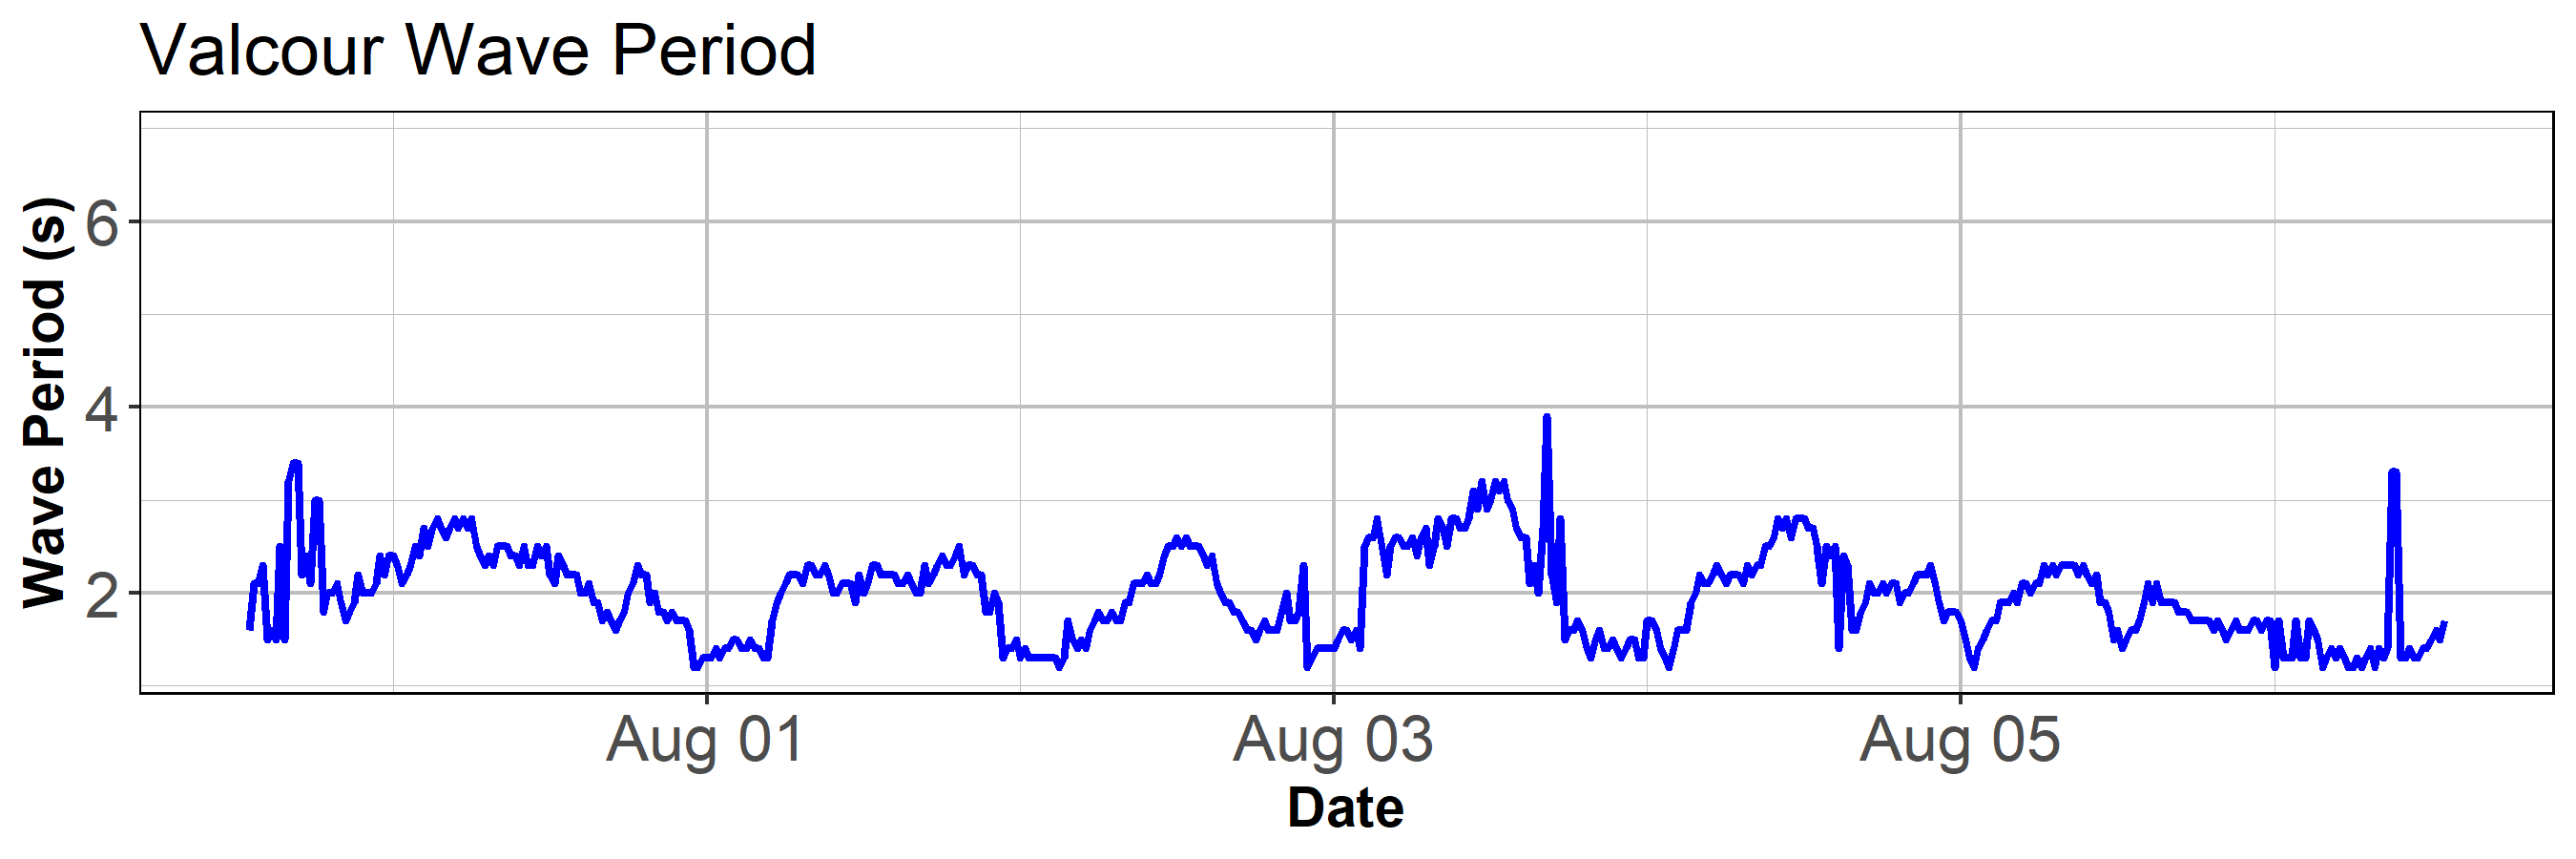 Valcour Wave Period
Wave Period (s)
6
4
2
Aug 01
Aug 03
Aug 05
Date